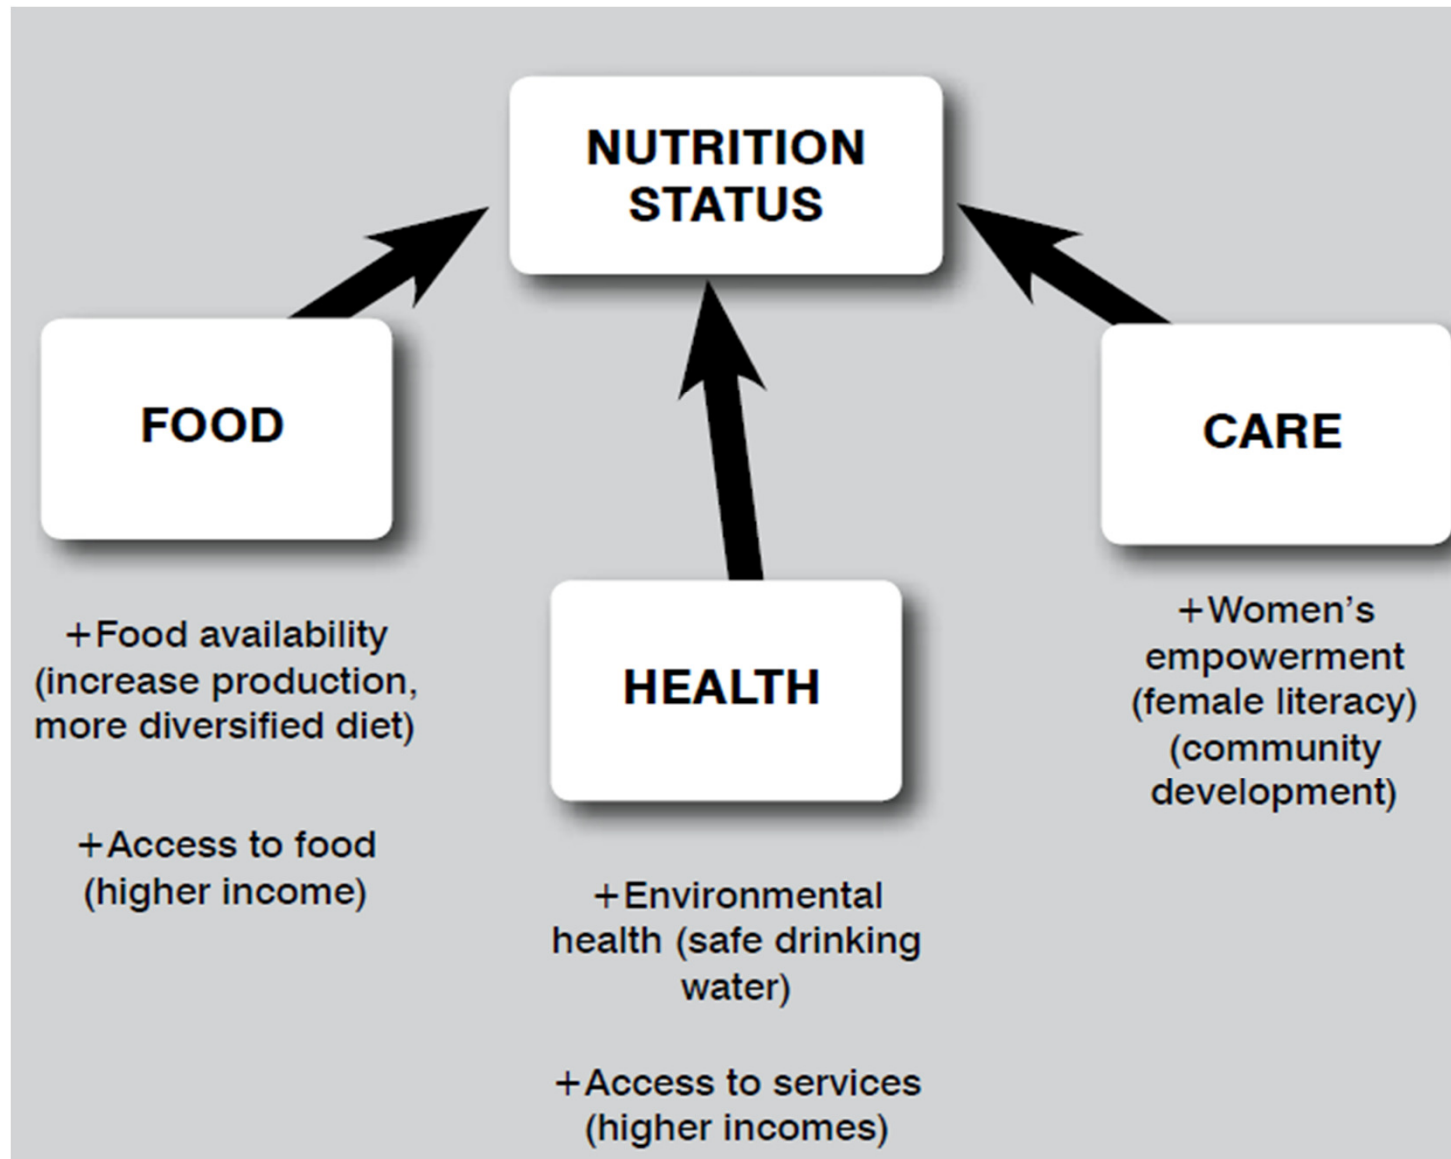 NUTRITION
STATUS
FOOD
+Food availability
(increase production,
more diversified diet)
+Access to food
(higher income)
HEALTH
+Environmental
health (safe drinking
water)
+Access to services
(higher incomes)
CARE
+Women’s
empowerment
(female literacy)
(community
development)